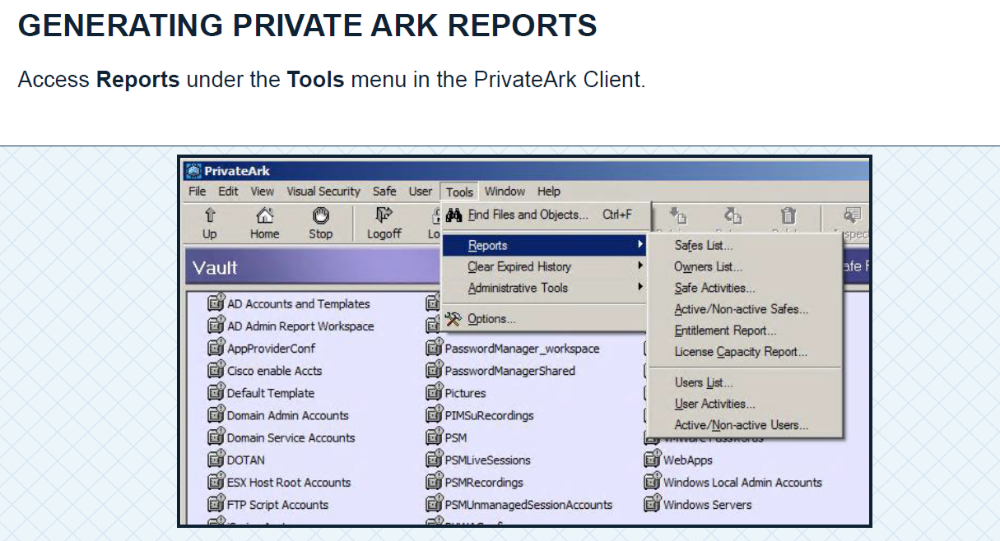 GENERATING PRIVATE ARK REPORTS
Access Reports under the Tools menu in the PrivateArk Client.
PrivateArk
File Edit View Visual Security Safe User Tools Window Help
Up Home Stop Logoff
Find Files and Objects... Ctrl+F
Reports
Clear Expired History
Administrative Tools
Options...
Safes List...
Owners List...
Safe Activities...
Active/Non-active Safes...
Entitlement Report...
License Capacity Report...
Users List...
User Activities...
Active/Non-active Users...
Vault
AD Accounts and Templates
AD Admin Report Workspace
AppProviderConf
Cisco enable Accts
Default Template
Domain Admin Accounts
Domain Service Accounts
DOTAN
ESX Host Root Accounts
FTP Script Accounts
PasswordManager_workspace
PasswordManagerShared
Pictures
PIMSuRecordings
PSM
PSMLiveSessions
PSMRecordings
PSMUnmanagedSessionAccounts
WebApps
Windows Local Admin Accounts
Windows Servers